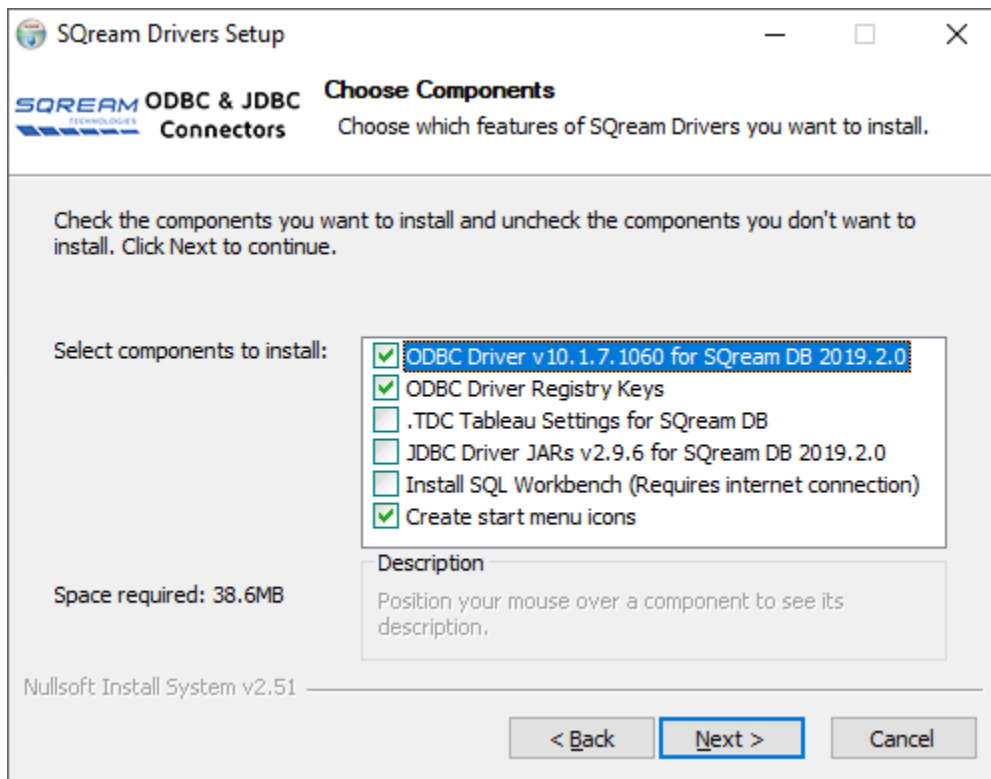 SQream Drivers Setup
SQREAM
TECHNOLOGIES
ODBC & JDBC
Connectors
Choose Components
Choose which features of SQream Drivers you want to install.
Check the components you want to install and uncheck the components you don't want to
install. Click Next to continue.
Select components to install:
ODBC Driver v10.1.7.1060 for SQream DB 2019.2.0
ODBC Driver Registry Keys
.TDC Tableau Settings for SQream DB
JDBC Driver JARs v2.9.6 for SQream DB 2019.2.0
Install SQL Workbench (Requires internet connection)
Create start menu icons
Space required: 38.6MB
Description
Position your mouse over a component to see its
description.
Nullsoft Install System v2.51
< Back
Next >
Cancel